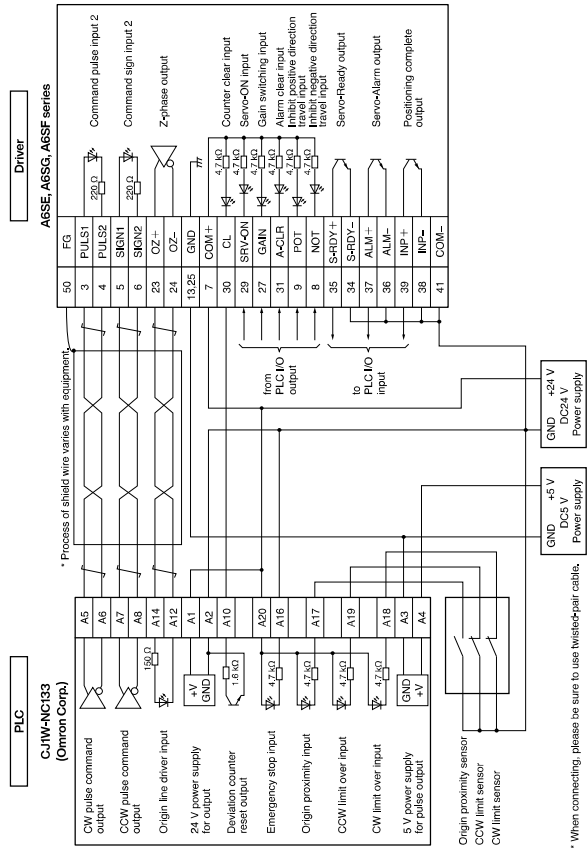 PLC
CJ1W-NC133
(Omron Corp.)
CW pulse command
output
CCW pulse command
output
Origin line driver input
24 V power supply
for output
Deviation counter
reset output
Emergency stop input
Origin proximity input
CCW limit over input
CW limit over input
5 V power supply
for pulse output
Origin proximity sensor
CCW limit sensor
CW limit sensor
150 Ω
+V
GND
1.6 kΩ
4.7 kΩ
4.7 kΩ
4.7 kΩ
4.7 kΩ
GND
+V
A5
A6
A7
A8
A14
A12
A1
A2
A10
A20
A16
A17
A19
A18
A3
A4
* Process of shield wire varies with equipment.
from
PLC I/O
output
to
PLC I/O
input
GND
+5 V
DC5 V
Power supply
GND
+24 V
DC24 V
Power supply
Driver
A6SE, A6SG, A6SF series
50 FG
3 PULS1
4 PULS2
5 SIGN1
6 SIGN2
23 OZ+
24 OZ-
13,25 GND
7 COM+
30 CL
29 SRV-ON
27 GAIN
31 A-CLR
9 POT
8 NOT
35 S-RDY+
34 S-RDY-
37 ALM+
36 ALM-
39 INP+
38 INP-
41 COM-
220 Ω
220 Ω
4.7 kΩ
4.7 kΩ
4.7 kΩ
4.7 kΩ
4.7 kΩ
4.7 kΩ
Command pulse input 2
Command sign input 2
Z-phase output
Counter clear input
Servo-ON input
Gain switching input
Alarm clear input
Inhibit positive direction
travel input
Inhibit negative direction
travel input
Servo-Ready output
Servo-Alarm output
Positioning complete
output
* When connecting, please be sure to use twisted-pair cable.